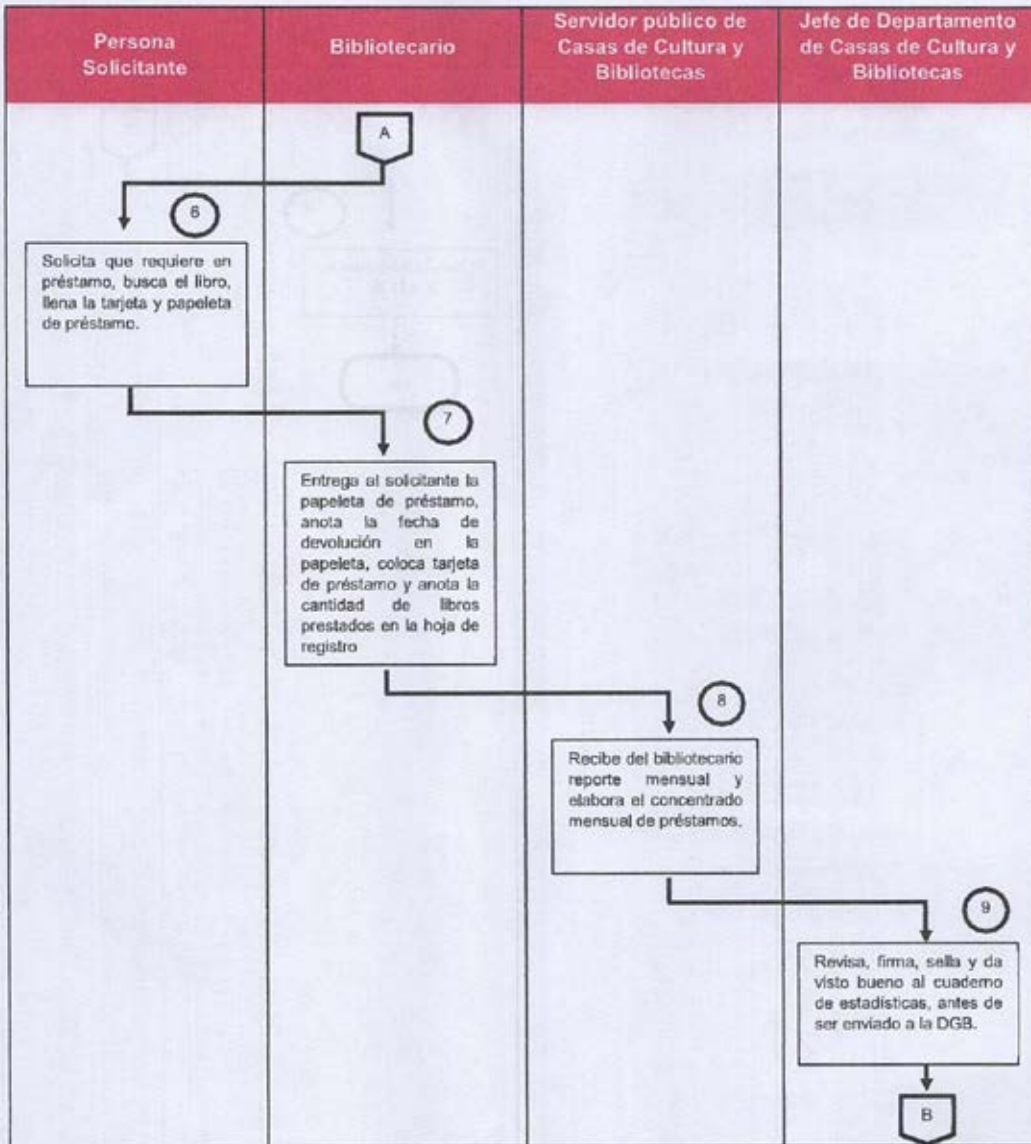 Persona
Solicitante
Bibliotecario
Servidor público de
Casas de Cultura y
Bibliotecas
Jefe de Departamento
de Casas de Cultura y
Bibliotecas
A
6
Solicita que requiere en
préstamo, busca el libro,
llena la tarjeta y papeleta
de préstamo.
7
Entrega al solicitante la
papeleta de préstamo,
anota la fecha de
devolución en la
papeleta, coloca tarjeta
de préstamo y anota la
cantidad de libros
prestados en la hoja de
registro
8
Recibe del bibliotecario
reporte mensual y
elabora el concentrado
mensual de préstamos.
9
Revisa, firma, sella y da
visto bueno al cuaderno
de estadísticas, antes de
ser enviado a la DGB.
B